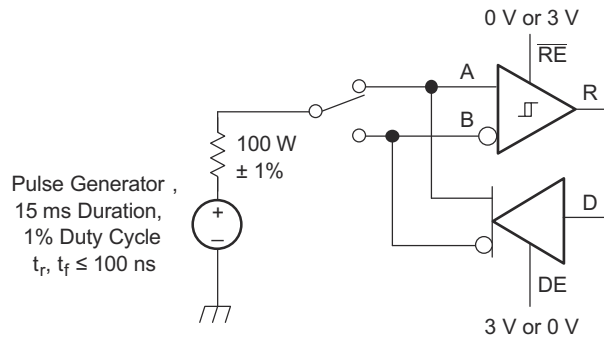 0 V or 3 V
RE
A
R
B
100 W
± 1%
Pulse Generator ,
15 ms Duration,
1% Duty Cycle
tr, tf ≤ 100 ns
+
–
D
DE
3 V or 0 V